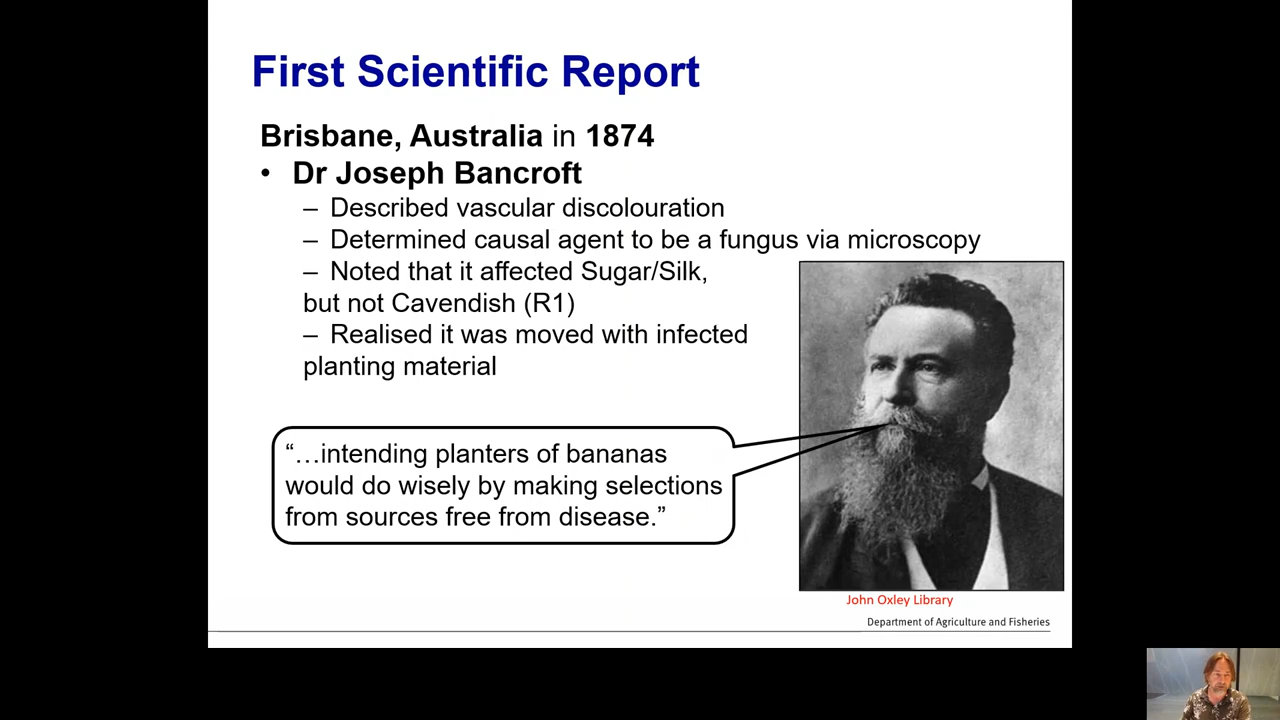 First Scientific Report
Brisbane, Australia in 1874
• Dr Joseph Bancroft
– Described vascular discolouration
– Determined causal agent to be a fungus via microscopy
– Noted that it affected Sugar/Silk,
but not Cavendish (R1)
– Realised it was moved with infected
planting material
“…intending planters of bananas
would do wisely by making selections
from sources free from disease.”
John Oxley Library
Department of Agriculture and Fisheries